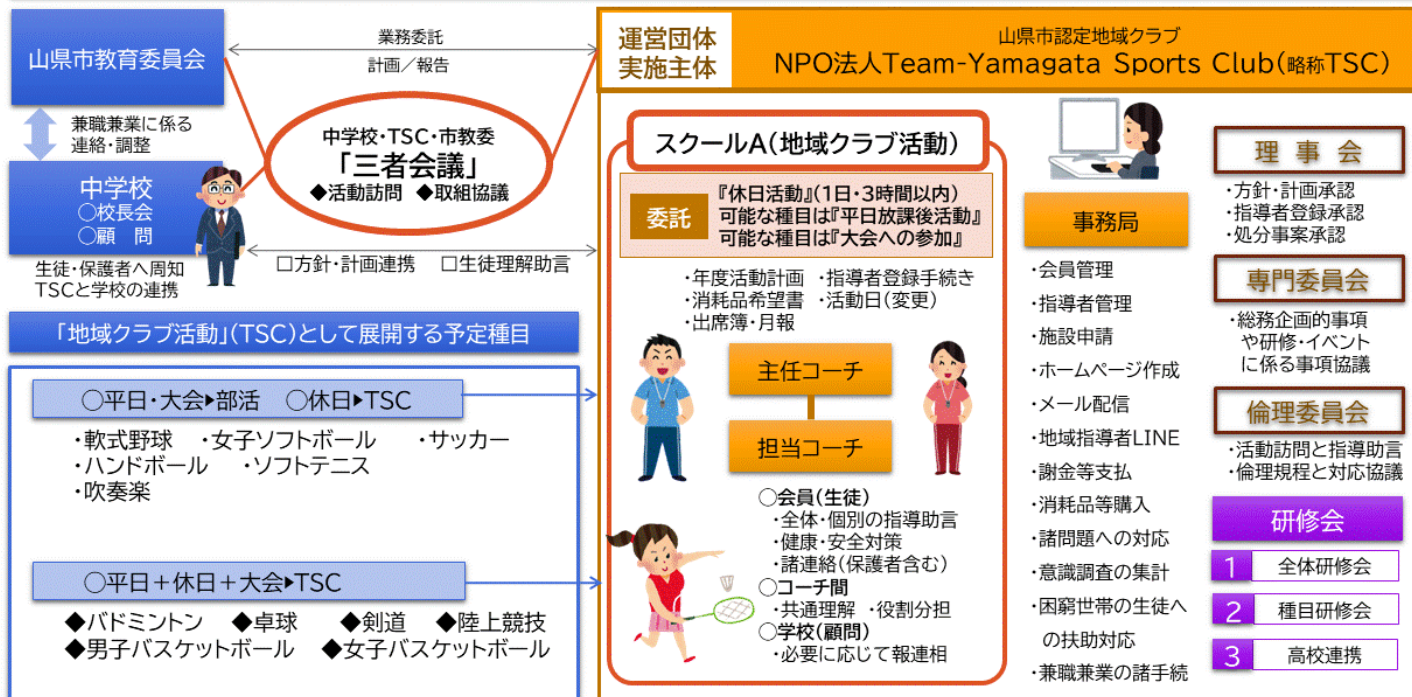 山県市教育委員会
兼職兼業に係る
連絡・調整
中学校
○校長会
○顧 問
生徒・保護者へ周知
TSCと学校の連携
業務委託
計画／報告
中学校・TSC・市教委
「三者会議」
◆活動訪問 ◆取組協議
□方針・計画連携 □生徒理解助言
「地域クラブ活動」(TSC)として展開する予定種目
○平日・大会▶部活 ○休日▶TSC
・軟式野球 ・女子ソフトボール ・サッカー
・ハンドボール ・ソフトテニス
・吹奏楽
○平日＋休日＋大会▶TSC
◆バドミントン ◆卓球 ◆剣道 ◆陸上競技
◆男子バスケットボール ◆女子バスケットボール
運営団体
実施主体
山県市認定地域クラブ
NPO法人Team-Yamagata Sports Club(略称TSC)
スクールA(地域クラブ活動)
委託
『休日活動』(1日・3時間以内)
可能な種目は『平日放課後活動』
可能な種目は『大会への参加』
・年度活動計画 ・指導者登録手続き
・消耗品希望書 ・活動日(変更)
・出席簿・月報
主任コーチ
担当コーチ
○会員(生徒)
・全体・個別の指導助言
・健康・安全対策
・諸連絡(保護者含む)
○コーチ間
・共通理解 ・役割分担
○学校(顧問)
・必要に応じて報連相
事務局
・会員管理
・指導者管理
・施設申請
・ホームページ作成
・メール配信
・地域指導者LINE
・謝金等支払
・消耗品等購入
・諸問題への対応
・意識調査の集計
・困窮世帯の生徒へ
の扶助対応
・兼職兼業の諸手続
理 事 会
・方針・計画承認
・指導者登録承認
・処分事案承認
専門委員会
・総務企画的事項
や研修・イベント
に係る事項協議
倫理委員会
・活動訪問と指導助言
・倫理規程と対応協議
研修会
1 全体研修会
2 種目研修会
3 高校連携